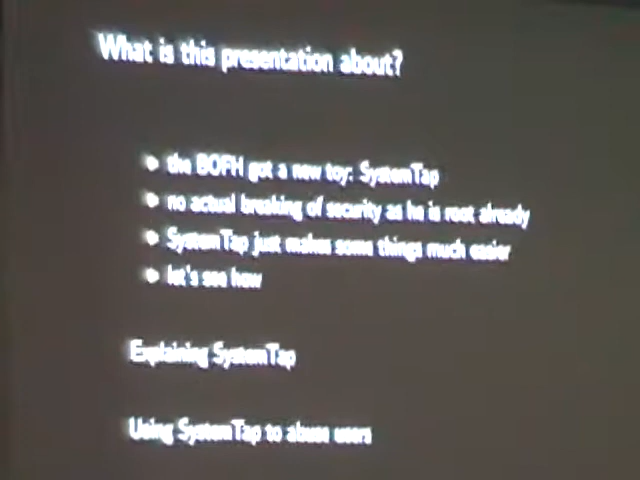 What is this presentation about?
the BOFH got a new toy: SystemTap
no actual breaking of security as he is root already
SystemTap just makes some things much easier
let's see how
Explaining SystemTap
Using SystemTap to abuse users